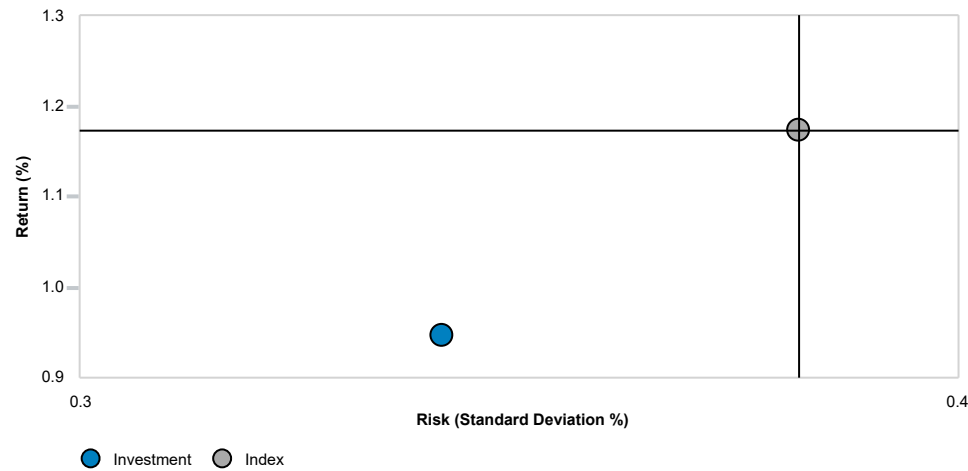 1.3
1.2
1.1
1.0
0.9
Return (%)
0.3
0.4
Risk (Standard Deviation %)
Investment
Index